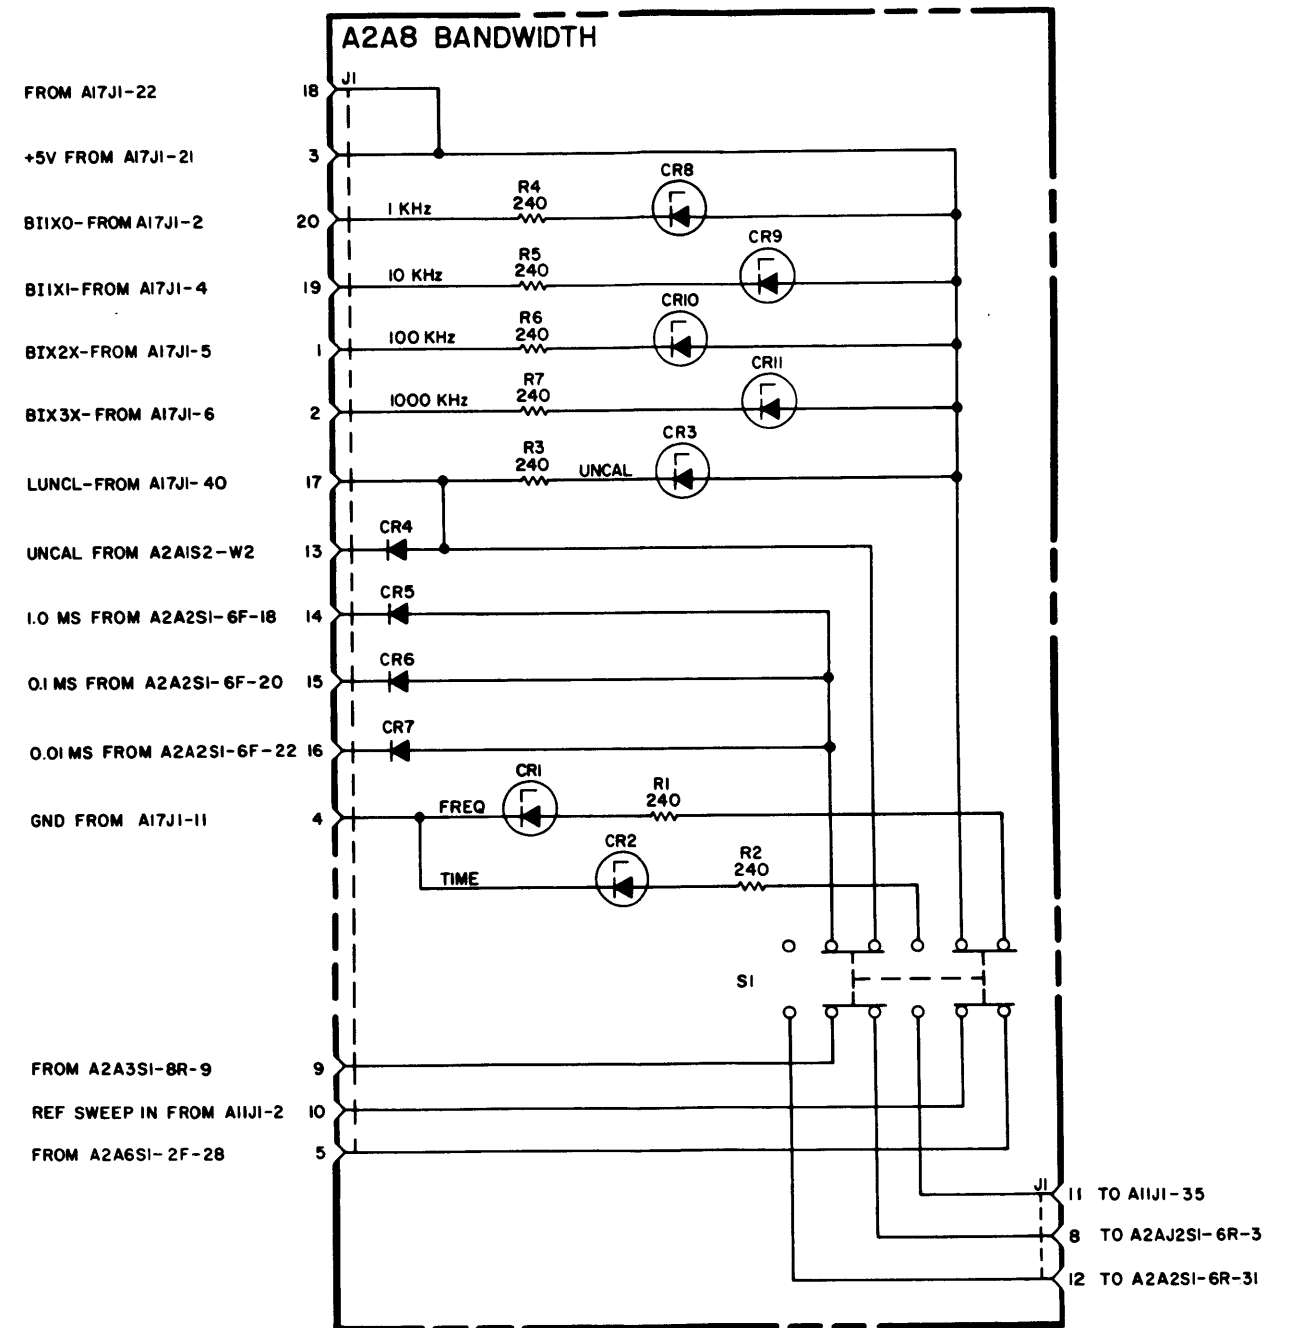 A2A8 BANDWIDTH
J1
FROM A17J1-22 18
+5V FROM A17J1-21 3
CR8
R4
240
1 KHz
BI1X0-FROM A17J1-2 20
CR9
R5
240
10 KHz
BI1X1-FROM A17J1-4 19
CR10
R6
240
100 KHz
BIX2X-FROM A17J1-5 1
CR11
R7
240
1000 KHz
BIX3X-FROM A17J1-6 2
CR3
R3
240
UNCAL
LUNCL-FROM A17J1-40 17
CR4
UNCAL FROM A2A1S2-W2 13
CR5
1.0 MS FROM A2A2S1-6F-18 14
CR6
0.1 MS FROM A2A2S1-6F-20 15
CR7
0.01 MS FROM A2A2S1-6F-22 16
CR1
R1
240
FREQ
GND FROM A17J1-11 4
CR2
R2
240
TIME
S1
FROM A2A3S1-8R-9 9
REF SWEEP IN FROM A11J1-2 10
FROM A2A6S1-2F-28 5
J1
11 TO A11J1-35
8 TO A2AJ2S1-6R-3
12 TO A2A2S1-6R-31